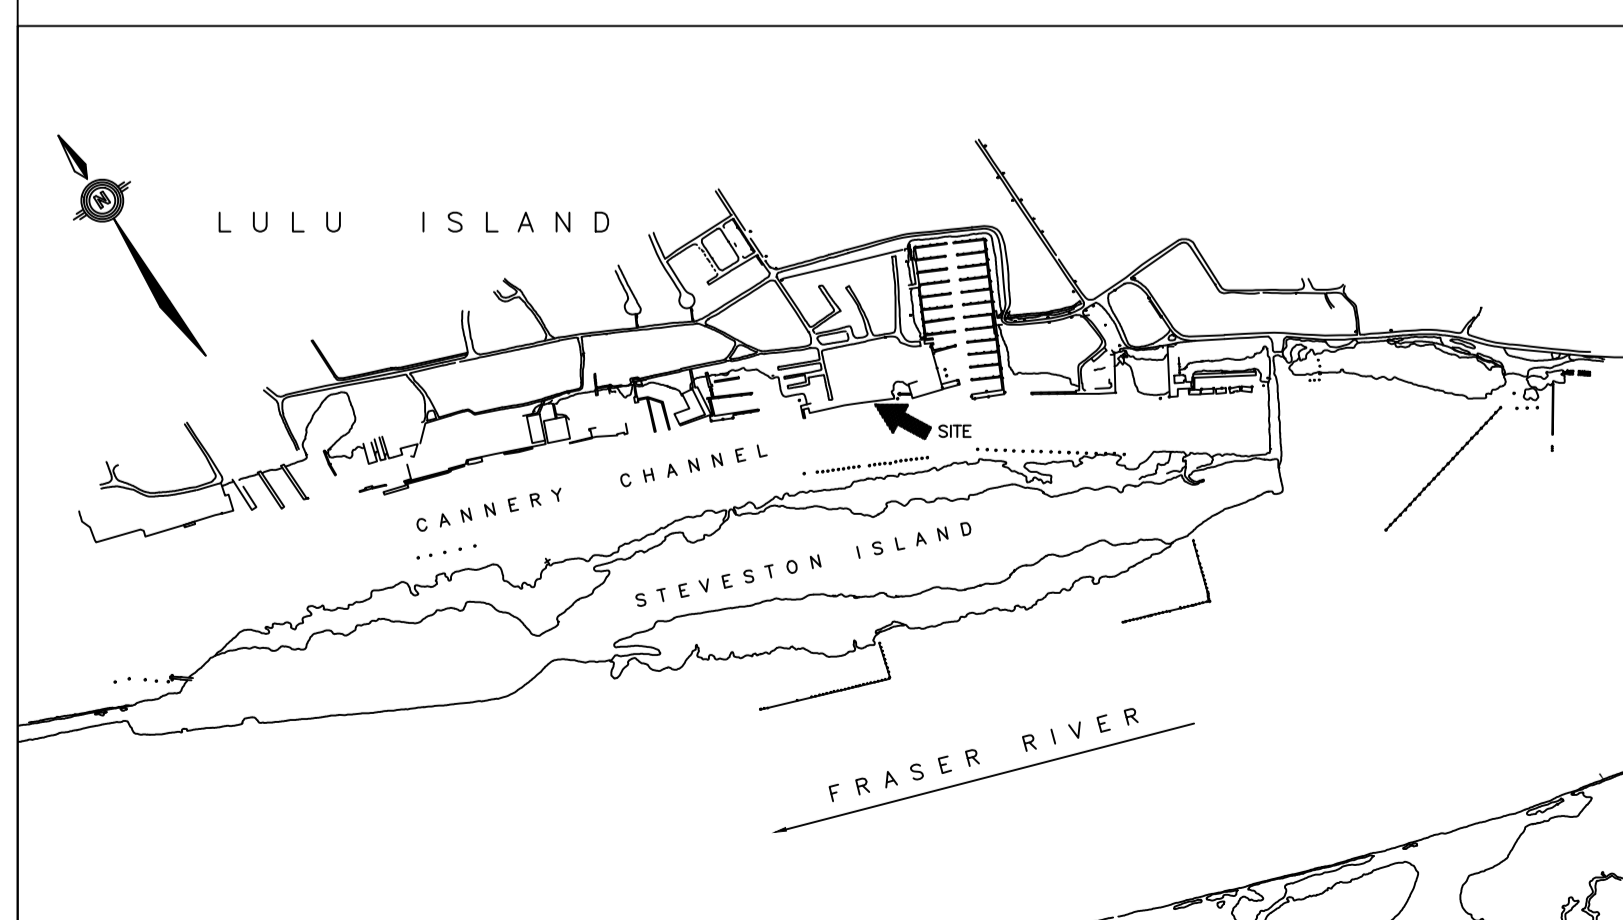 N
LULU ISLAND
SITE
CANNERY CHANNEL
STEVESTON ISLAND
FRASER RIVER